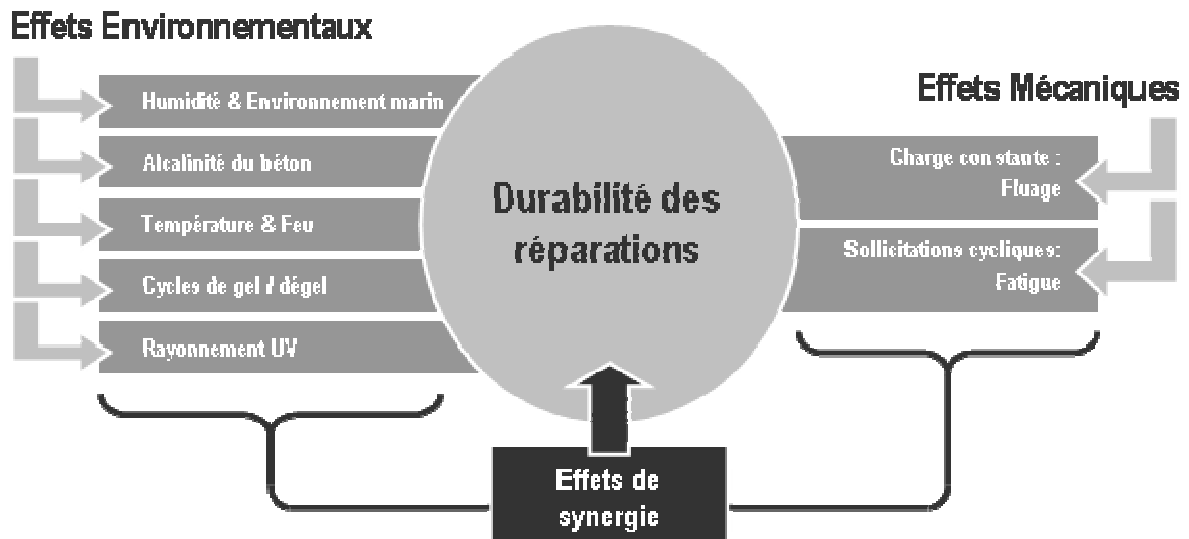 Effets Environnementaux
Humidité & Environnement marin
Alcalinité du béton
Température & Feu
Cycles de gel / dégel
Rayonnement UV
Durabilité des
réparations
Effets Mécaniques
Charge constante :
Fluage
Sollicitations cycliques:
Fatigue
Effets de
synergie